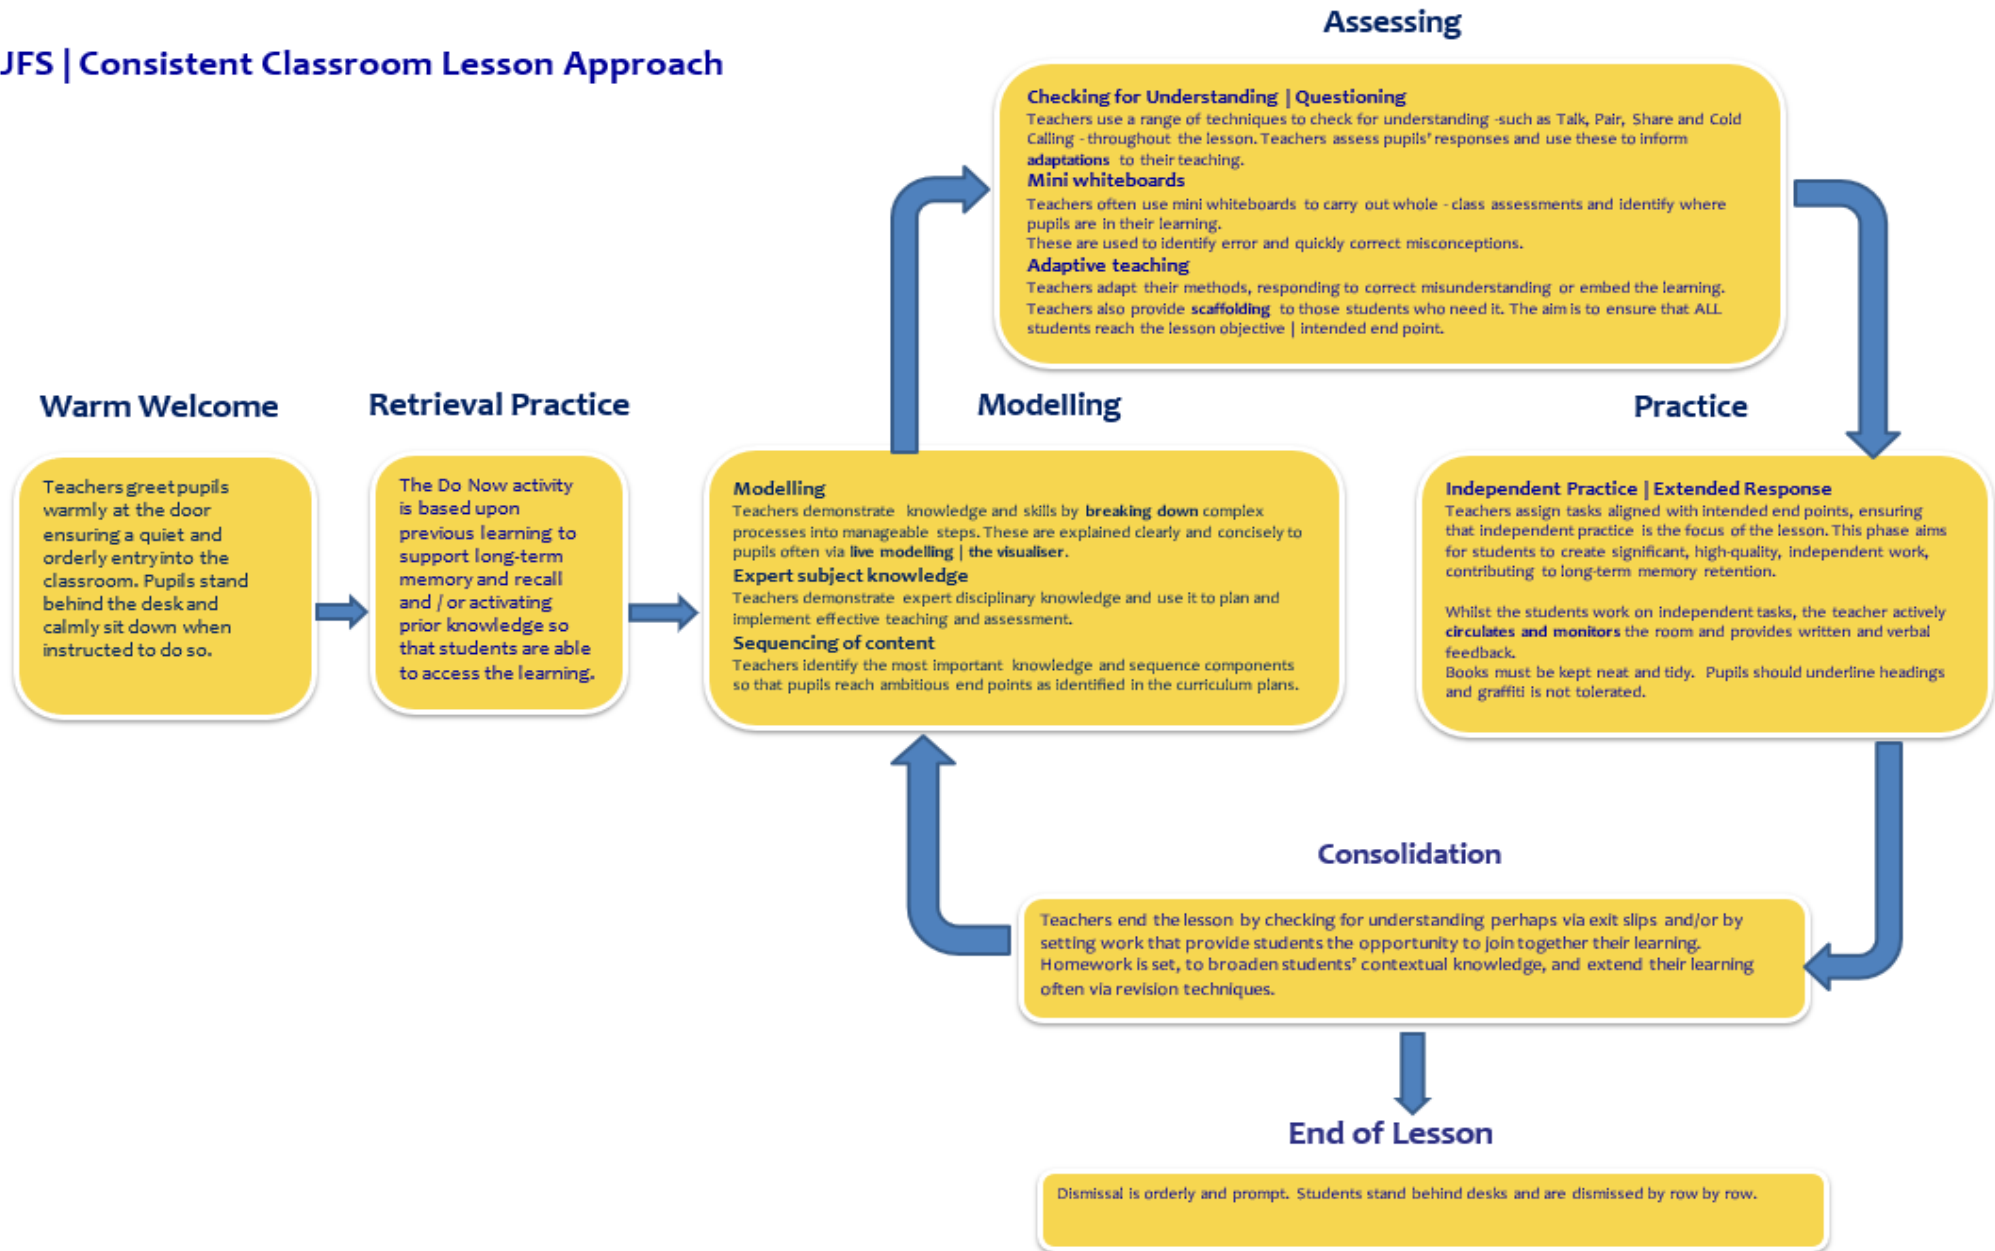 JFS | Consistent Classroom Lesson Approach
Warm Welcome
Teachers greet pupils
warmly at the door
ensuring a quiet and
orderly entry into the
classroom. Pupils stand
behind the desk and
calmly sit down when
instructed to do so.
Retrieval Practice
The Do Now activity
is based upon
previous learning to
support long-term
memory and recall
and / or activating
prior knowledge so
that students are able
to access the learning.
Modelling
Modelling
Teachers demonstrate knowledge and skills by breaking down complex
processes into manageable steps. These are explained clearly and concisely to
pupils often via live modelling | the visualiser.
Expert subject knowledge
Teachers demonstrate expert disciplinary knowledge and use it to plan and
implement effective teaching and assessment.
Sequencing of content
Teachers identify the most important knowledge and sequence components
so that pupils reach ambitious end points as identified in the curriculum plans.
Assessing
Checking for Understanding | Questioning
Teachers use a range of techniques to check for understanding -such as Talk, Pair, Share and Cold
Calling - throughout the lesson. Teachers assess pupils' responses and use these to inform
adaptations to their teaching.
Mini whiteboards
Teachers often use mini whiteboards to carry out whole - class assessments and identify where
pupils are in their learning.
These are used to identify error and quickly correct misconceptions.
Adaptive teaching
Teachers adapt their methods, responding to correct misunderstanding or embed the learning.
Teachers also provide scaffolding to those students who need it. The aim is to ensure that ALL
students reach the lesson objective | intended end point.
Practice
Independent Practice | Extended Response
Teachers assign tasks aligned with intended end points, ensuring
that independent practice is the focus of the lesson. This phase aims
for students to create significant, high-quality, independent work,
contributing to long-term memory retention.
Whilst the students work on independent tasks, the teacher actively
circulates and monitors the room and provides written and verbal
feedback.
Books must be kept neat and tidy. Pupils should underline headings
and graffiti is not tolerated.
Consolidation
Teachers end the lesson by checking for understanding perhaps via exit slips and/or by
setting work that provide students the opportunity to join together their learning.
Homework is set, to broaden students' contextual knowledge, and extend their learning
often via revision techniques.
End of Lesson
Dismissal is orderly and prompt. Students stand behind desks and are dismissed by row by row.